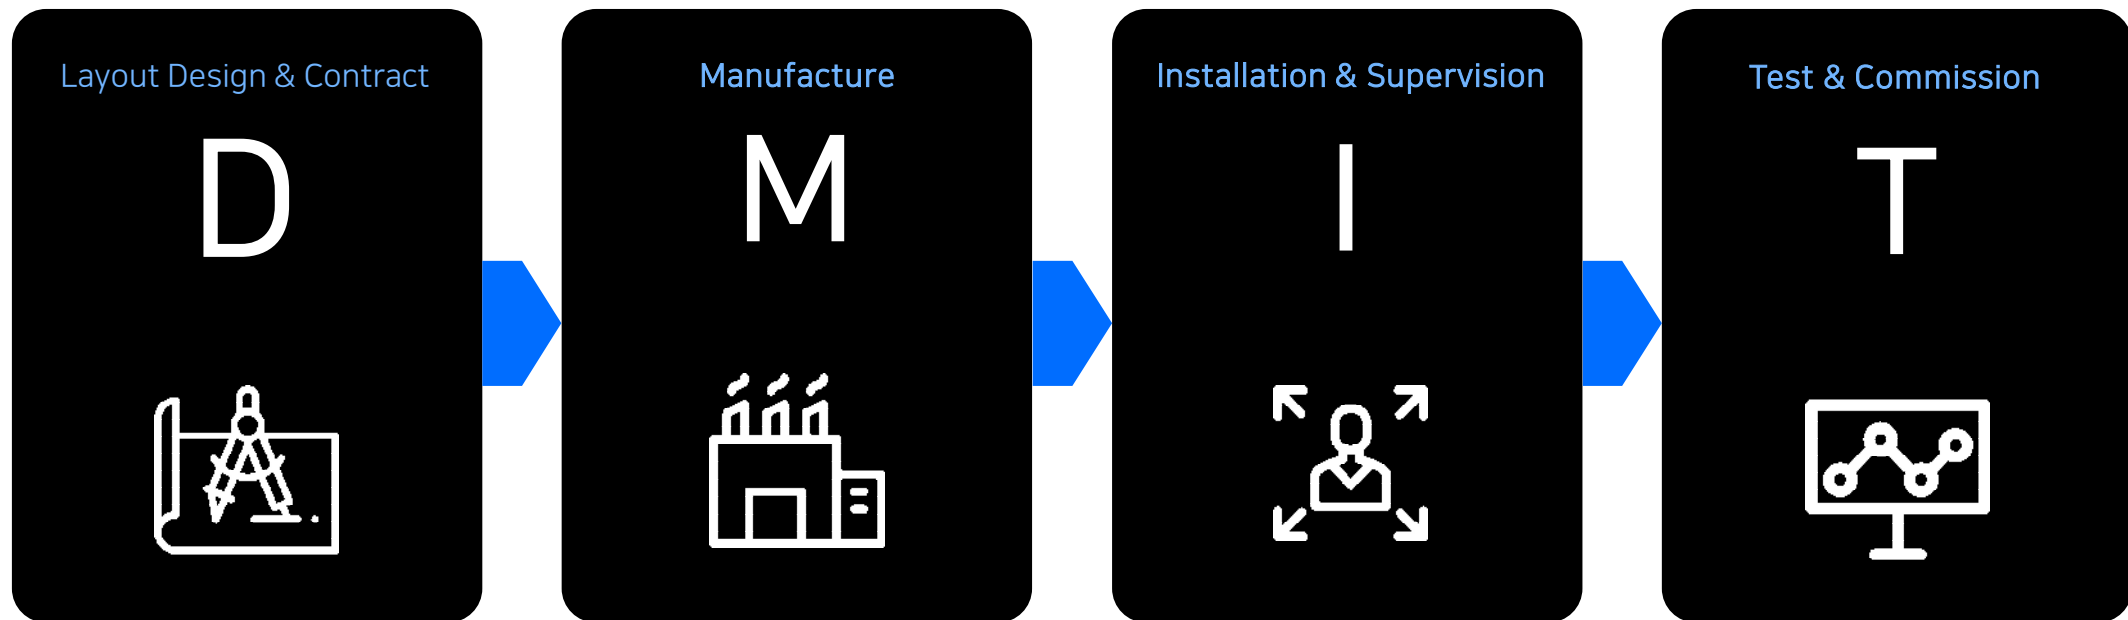 Layout Design & Contract
D
Manufacture
M
Installation & Supervision
I
Test & Commission
T